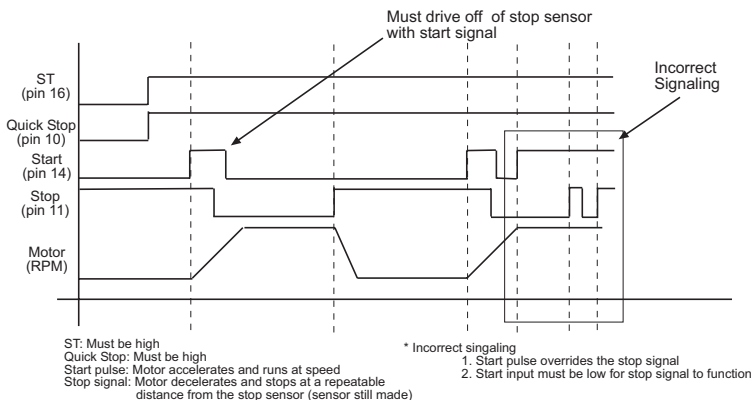 Must drive off of stop sensor
with start signal
Incorrect
Signaling
ST
(pin 16)
Quick Stop
(pin 10)
Start
(pin 14)
Stop
(pin 11)
Motor
(RPM)
ST: Must be high
Quick Stop: Must be high
Start pulse: Motor accelerates and runs at speed
Stop signal: Motor decelerates and stops at a repeatable
distance from the stop sensor (sensor still made)
* Incorrect singaling
1. Start pulse overrides the stop signal
2. Start input must be low for stop signal to function